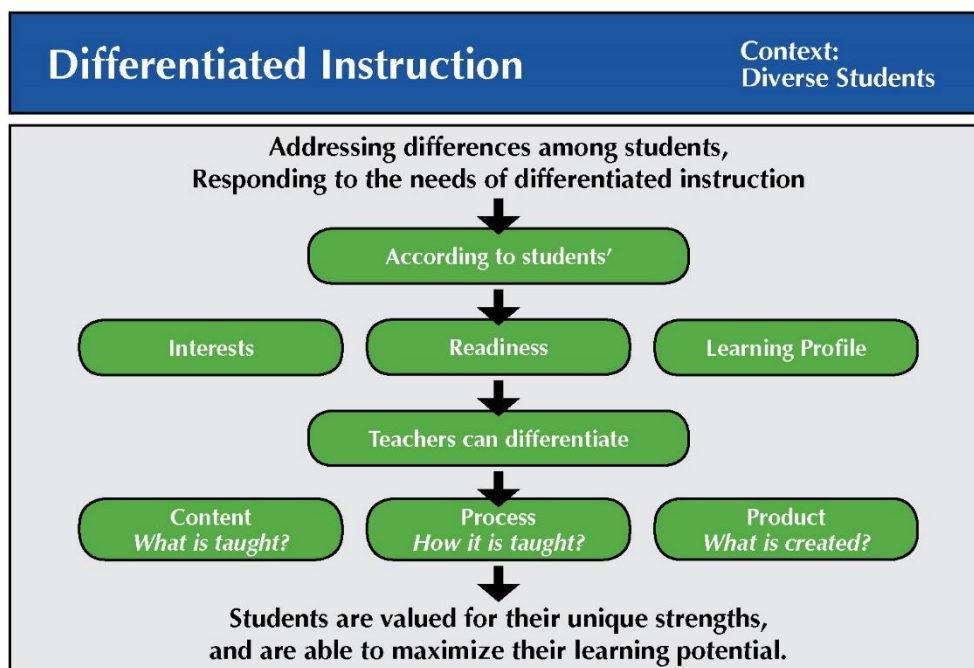 Differentiated Instruction
Context:
Diverse Students
Addressing differences among students,
Responding to the needs of differentiated instruction
According to students’
Interests
Readiness
Learning Profile
Teachers can differentiate
Content
What is taught?
Process
How it is taught?
Product
What is created?
Students are valued for their unique strengths,
and are able to maximize their learning potential.